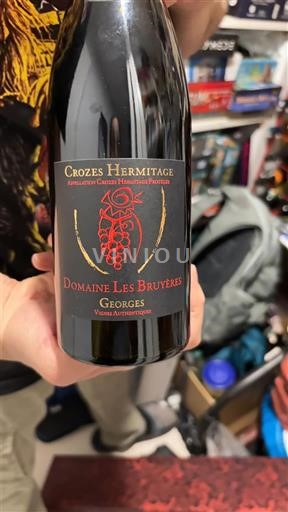 Crozes Hermitage
Appellation Crozes Hermitage Protégée
VINIOU
Domaine Les Bruyères
Georges
Vignes Authentiques